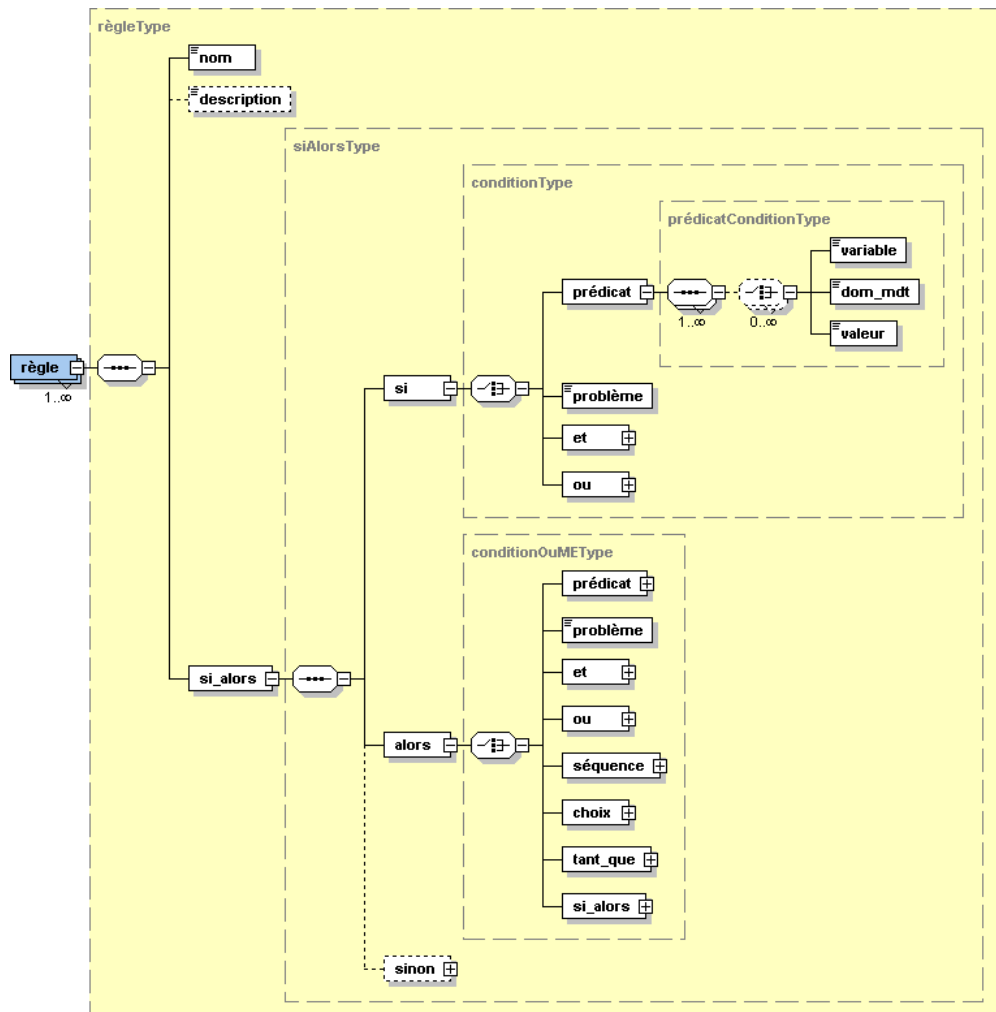 règleType
nom
description
siAlorsType
conditionType
prédicatConditionType
variable
prédicat
dom_mdt
1..∞
0..∞
valeur
règle
1..∞
si
problème
et
ou
conditionOuMEType
prédicat
problème
et
si_alors
ou
alors
séquence
choix
tant_que
si_alors
sinon